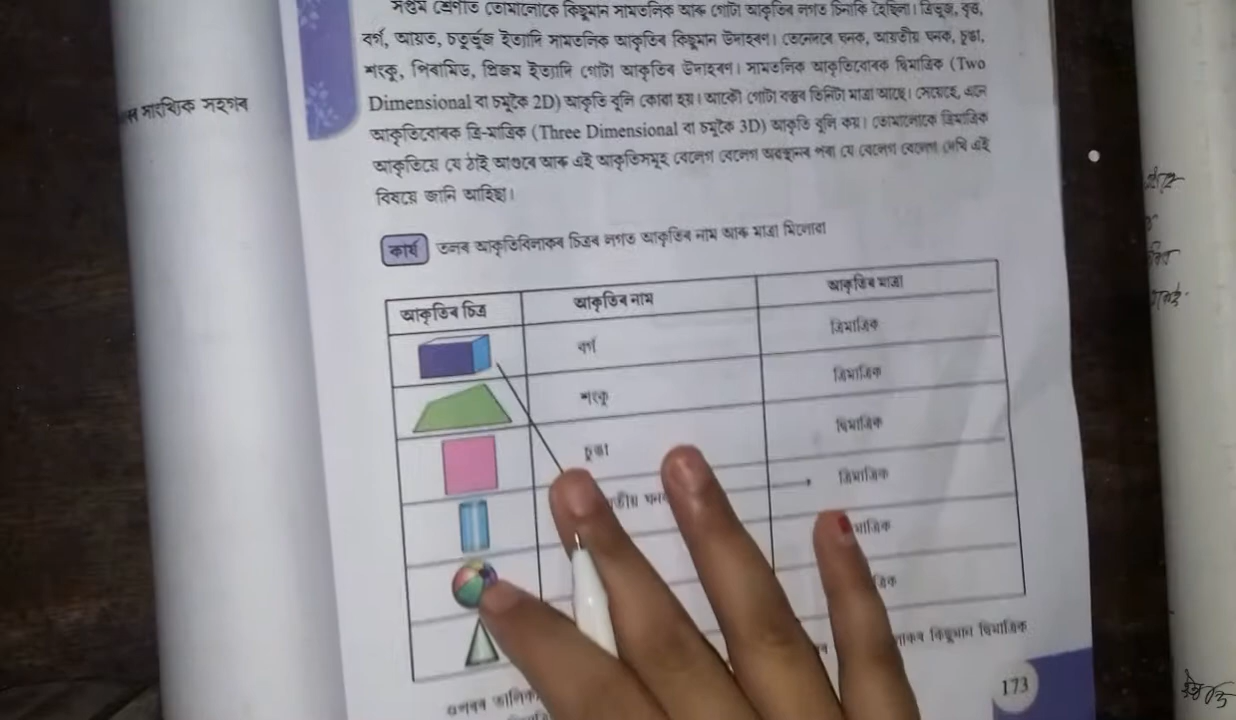 সপ্তম শ্ৰেণীত তোমালোকে কিছুমান সামতলিক আৰু গোটা আকৃতিৰ লগত চিনাকি হৈছিলা। ত্ৰিভুজ, বৃত্ত,
বৰ্গ, আয়ত, চতুৰ্ভূজ ইত্যাদি সামতলিক আকৃতিৰ কিছুমান উদাহৰণ। তেনেদৰে ঘনক, আয়তীয় ঘনক, চুঙা,
শংকু, পিৰামিড, প্ৰিজম ইত্যাদি গোটা আকৃতিৰ উদাহৰণ। সামতলিক আকৃতিবোৰক দ্বিমাত্ৰিক (Two
Dimensional বা চমুকৈ 2D) আকৃতি বুলি কোৱা হয়। আকৌ গোটা বস্তুৰ তিনিটা মাত্ৰা আছে। সেয়েহে, এনে
আকৃতিবোৰক ত্ৰি-মাত্ৰিক (Three Dimensional বা চমুকৈ 3D) আকৃতি বুলি কয়। তোমালোকে ত্ৰিমাত্ৰিক
আকৃতিয়ে যে ঠাই আগুৰে আৰু এই আকৃতিসমূহ বেলেগ বেলেগ অৱস্থানৰ পৰা যে বেলেগ বেলেগ দেখি এই
বিষয়ে জানি আহিছা।
সাংখ্যিক সহগৰ
কাৰ্য তলৰ আকৃতিবিলাকৰ চিত্ৰৰ লগত আকৃতিৰ নাম আৰু মাত্ৰা মিলোৱা
আকৃতিৰ চিত্ৰ আকৃতিৰ নাম আকৃতিৰ মাত্ৰা
বৰ্গ ত্ৰিমাত্ৰিক
শংকু ত্ৰিমাত্ৰিক
চুঙা দ্বিমাত্ৰিক
ত্ৰিমাত্ৰিক
কিছুমান দ্বিমাত্ৰিক
173